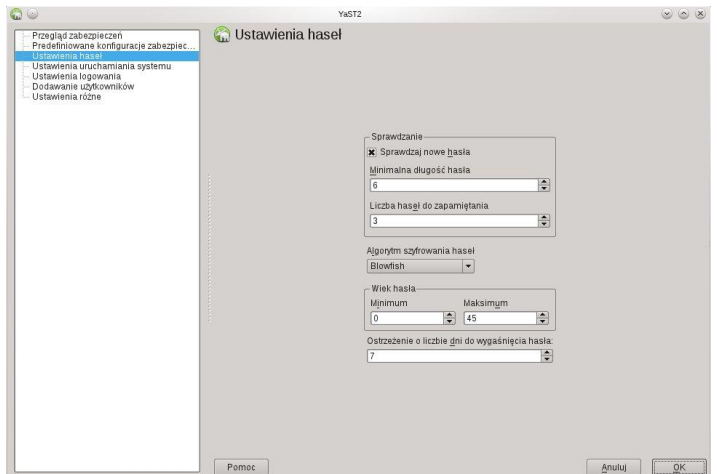 YaST2
Przegląd zabezpieczeń
Predefiniowane konfiguracje zabezpiec...
Ustawienia haseł
Ustawienia uruchamiania systemu
Ustawienia logowania
Dodawanie użytkowników
Ustawienia różne
Ustawienia haseł
Sprawdzanie
Sprawdzaj nowe hasła
Minimalna długość hasła
6
Liczba haseł do zapamiętania
3
Algorytm szyfrowania haseł
Blowfish
Wiek hasła
Minimum Maksimum
0 45
Ostrzeżenie o liczbie dni do wygaśnięcia hasła:
7
Pomoc Anuluj OK